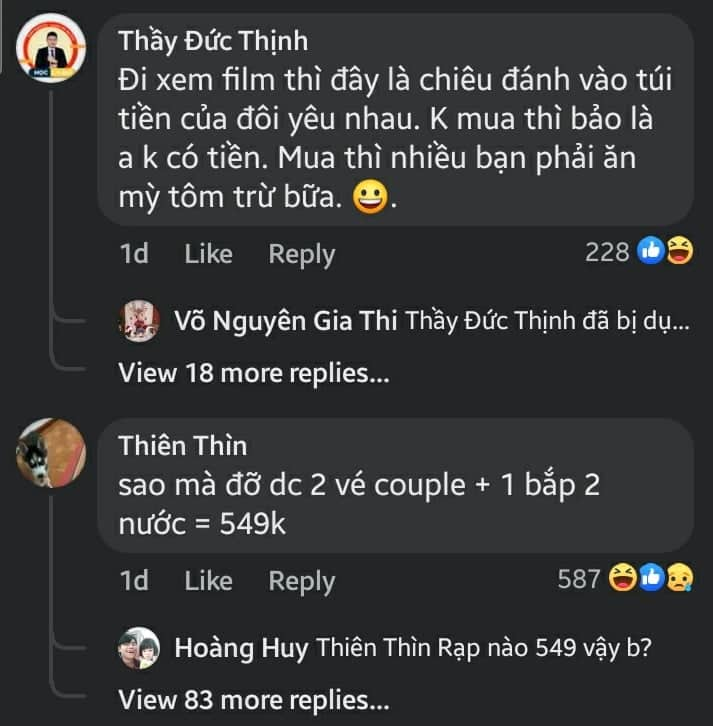 Thầy Đức Thịnh
Đi xem film thì đây là chiêu đánh vào túi
tiền của đôi yêu nhau. K mua thì bảo là
a k có tiền. Mua thì nhiều bạn phải ăn
mỳ tôm trừ bữa. 😀.
1d Like Reply 228
Võ Nguyên Gia Thi Thầy Đức Thịnh đã bị dụ...
View 18 more replies...
Thiên Thìn
sao mà đỡ dc 2 vé couple + 1 bắp 2
nước = 549k
1d Like Reply 587
Hoàng Huy Thiên Thìn Rạp nào 549 vậy b?
View 83 more replies...